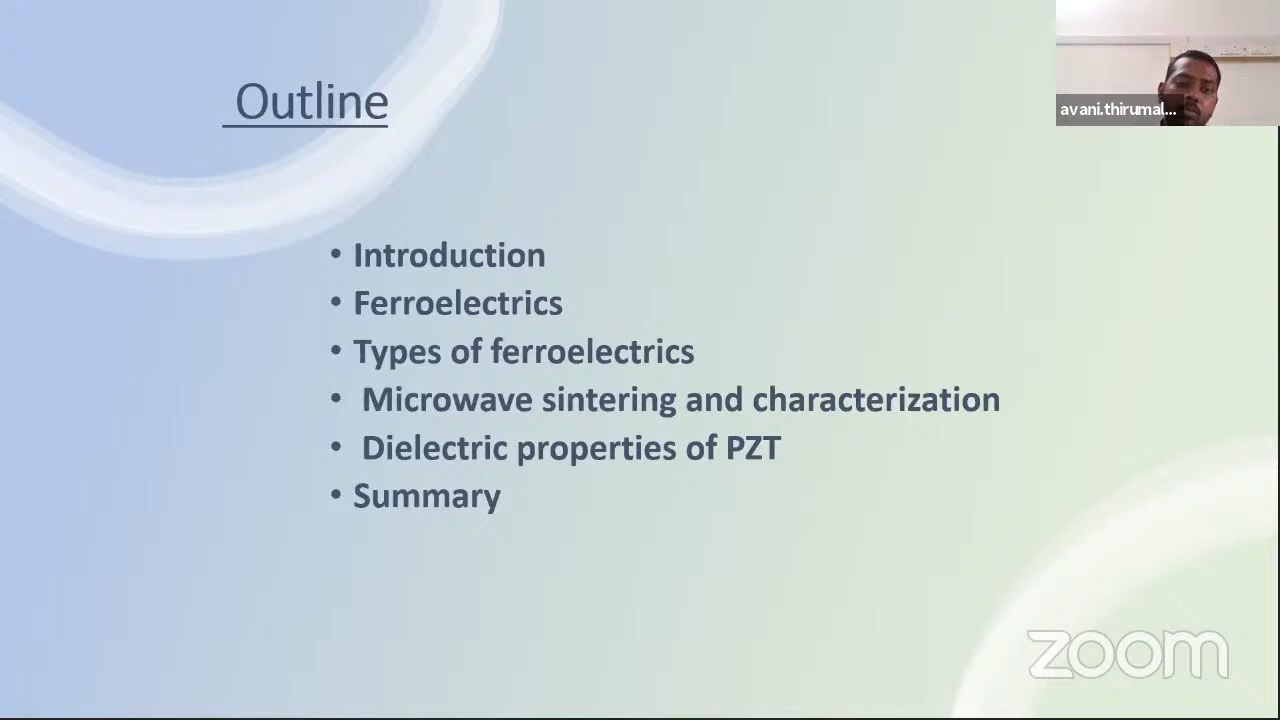 Outline
avani.thirumal...
• Introduction
• Ferroelectrics
• Types of ferroelectrics
• Microwave sintering and characterization
• Dielectric properties of PZT
• Summary
zoom